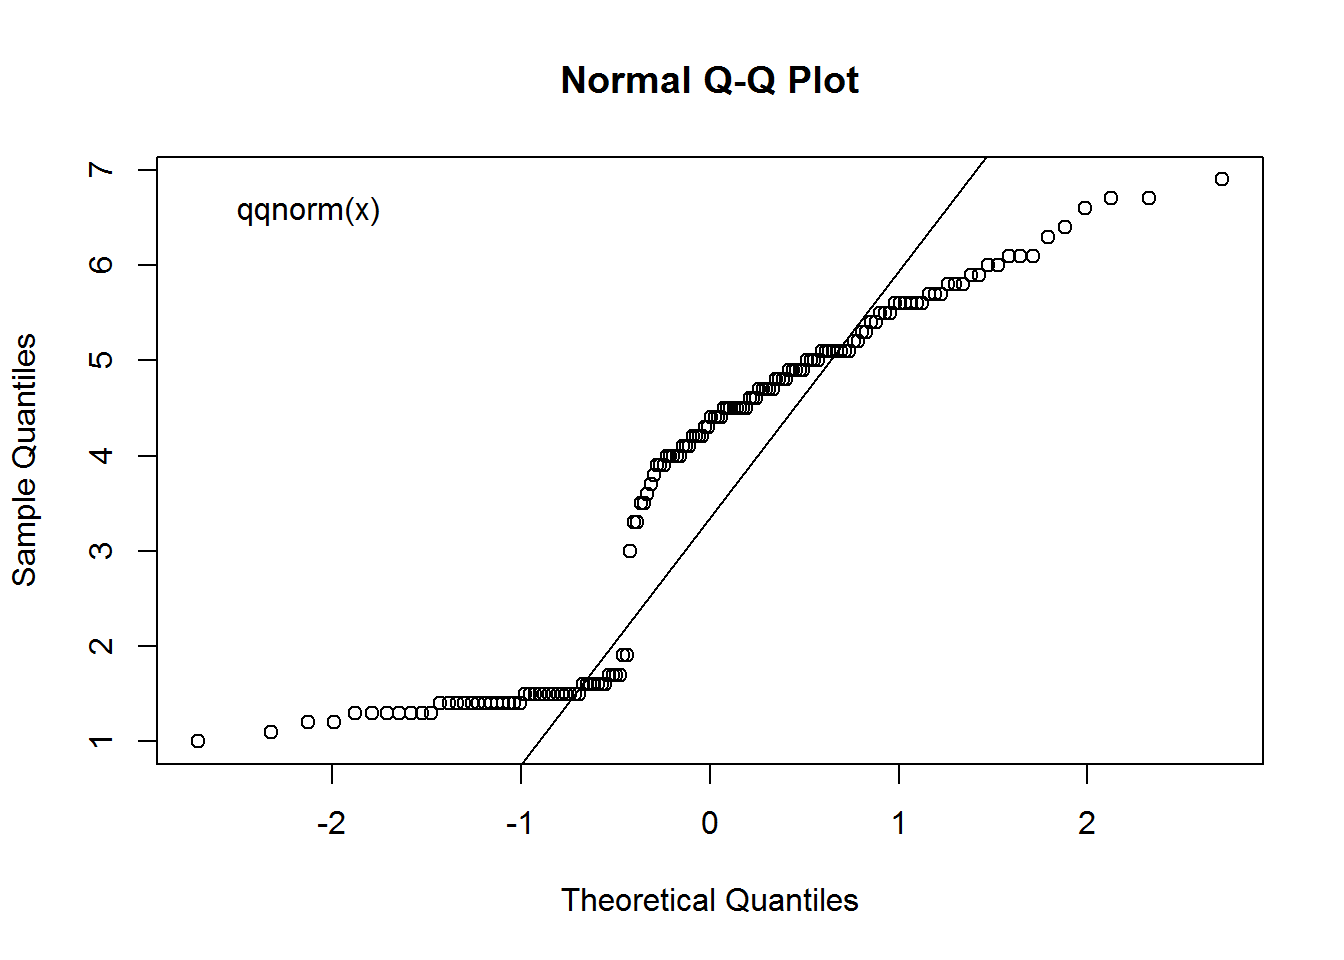 Normal Q-Q Plot
qqnorm(x)
Sample Quantiles
7
6
5
4
3
2
1
-2 -1 0 1 2
Theoretical Quantiles